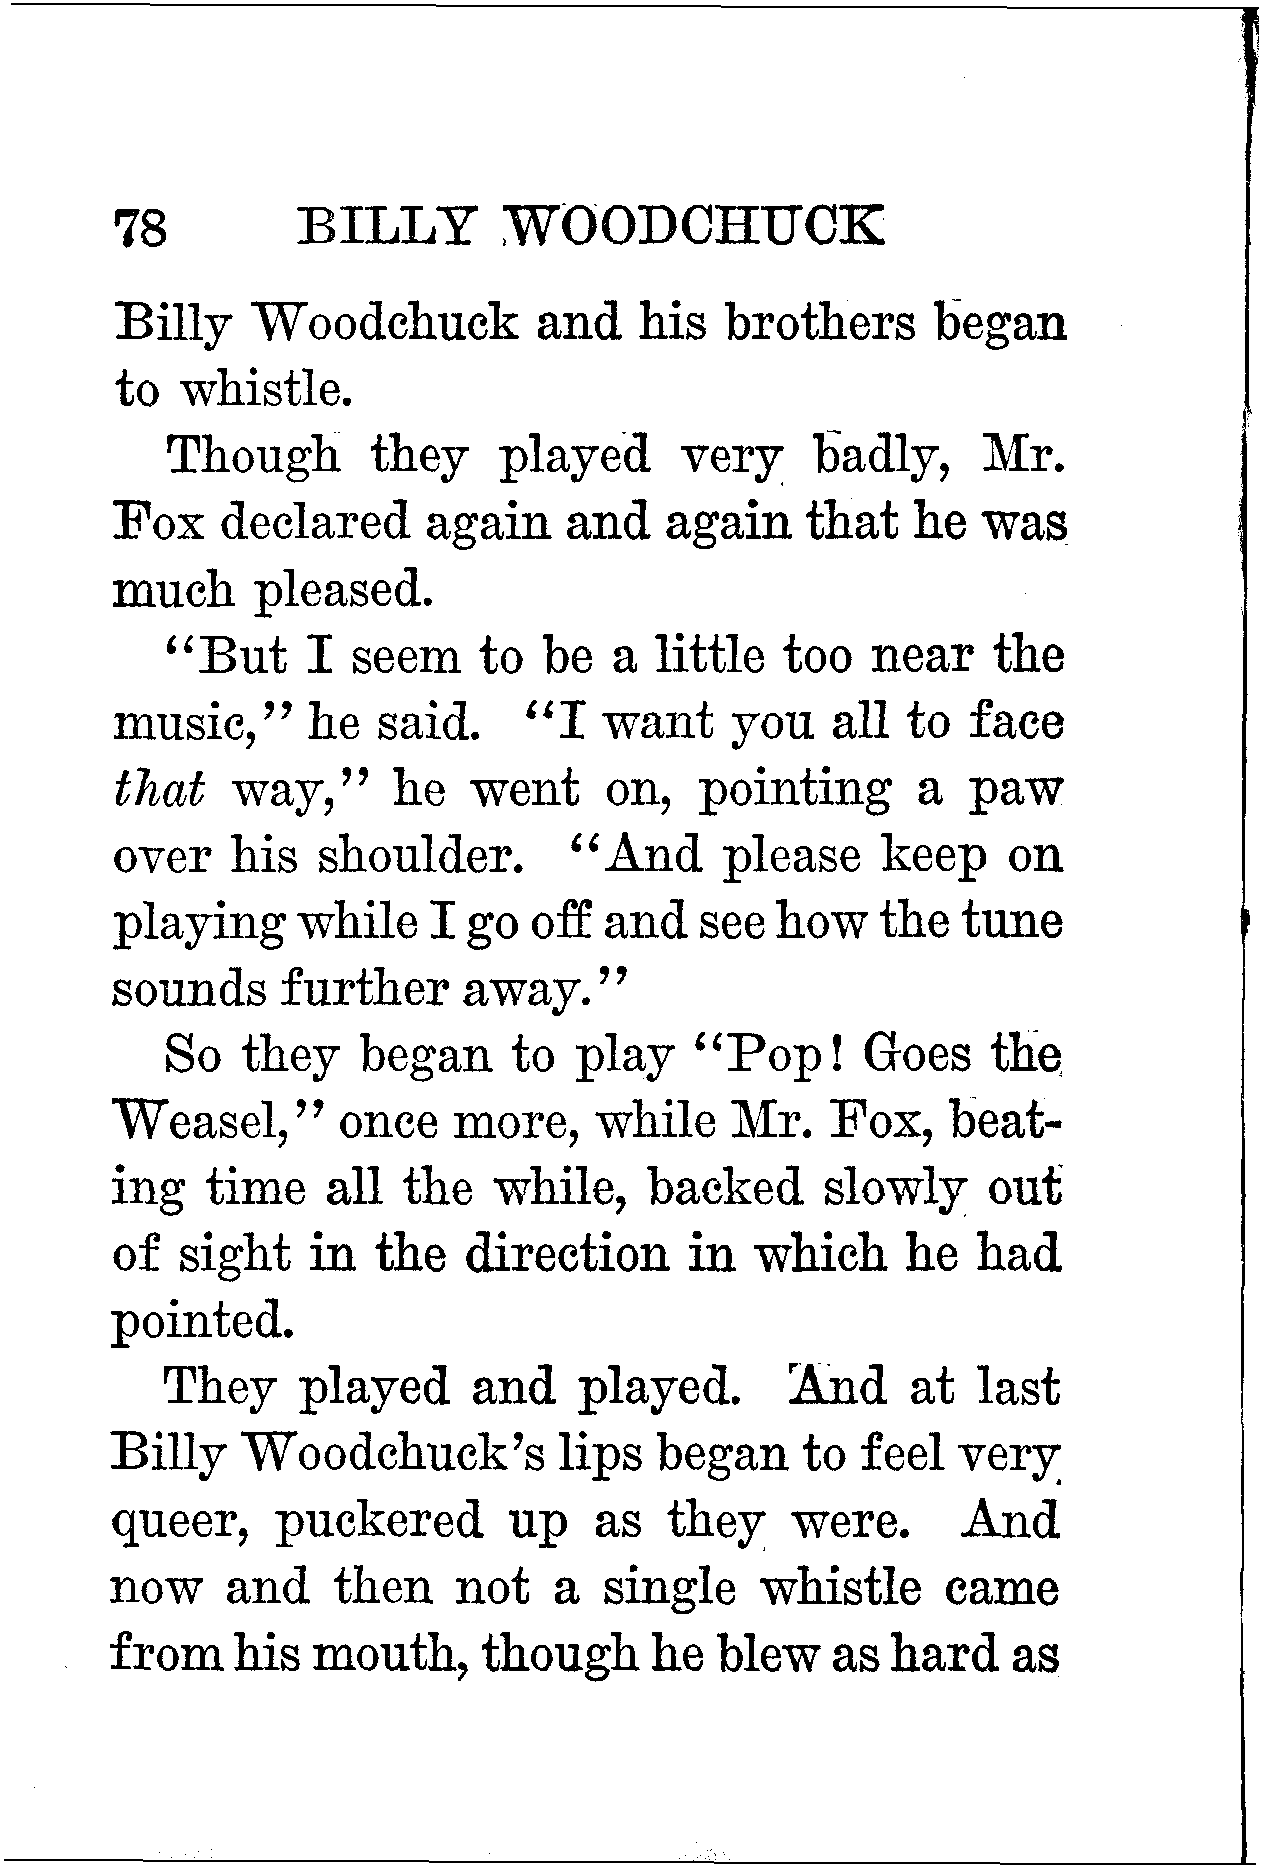 78 BILLY WOODCHUCK
Billy Woodchuck and his brothers began
to whistle.
Though they played very badly, Mr.
Fox declared again and again that he was
much pleased.
"But I seem to be a little too near the
music," he said. "I want you all to face
that way," he went on, pointing a paw
over his shoulder. "And please keep on
playing while I go off and see how the tune
sounds further away."
So they began to play "Pop! Goes the
Weasel," once more, while Mr. Fox, beat-
ing time all the while, backed slowly out
of sight in the direction in which he had
pointed.
They played and played. And at last
Billy Woodchuck's lips began to feel very
queer, puckered up as they were. And
now and then not a single whistle came
from his mouth, though he blew as hard as